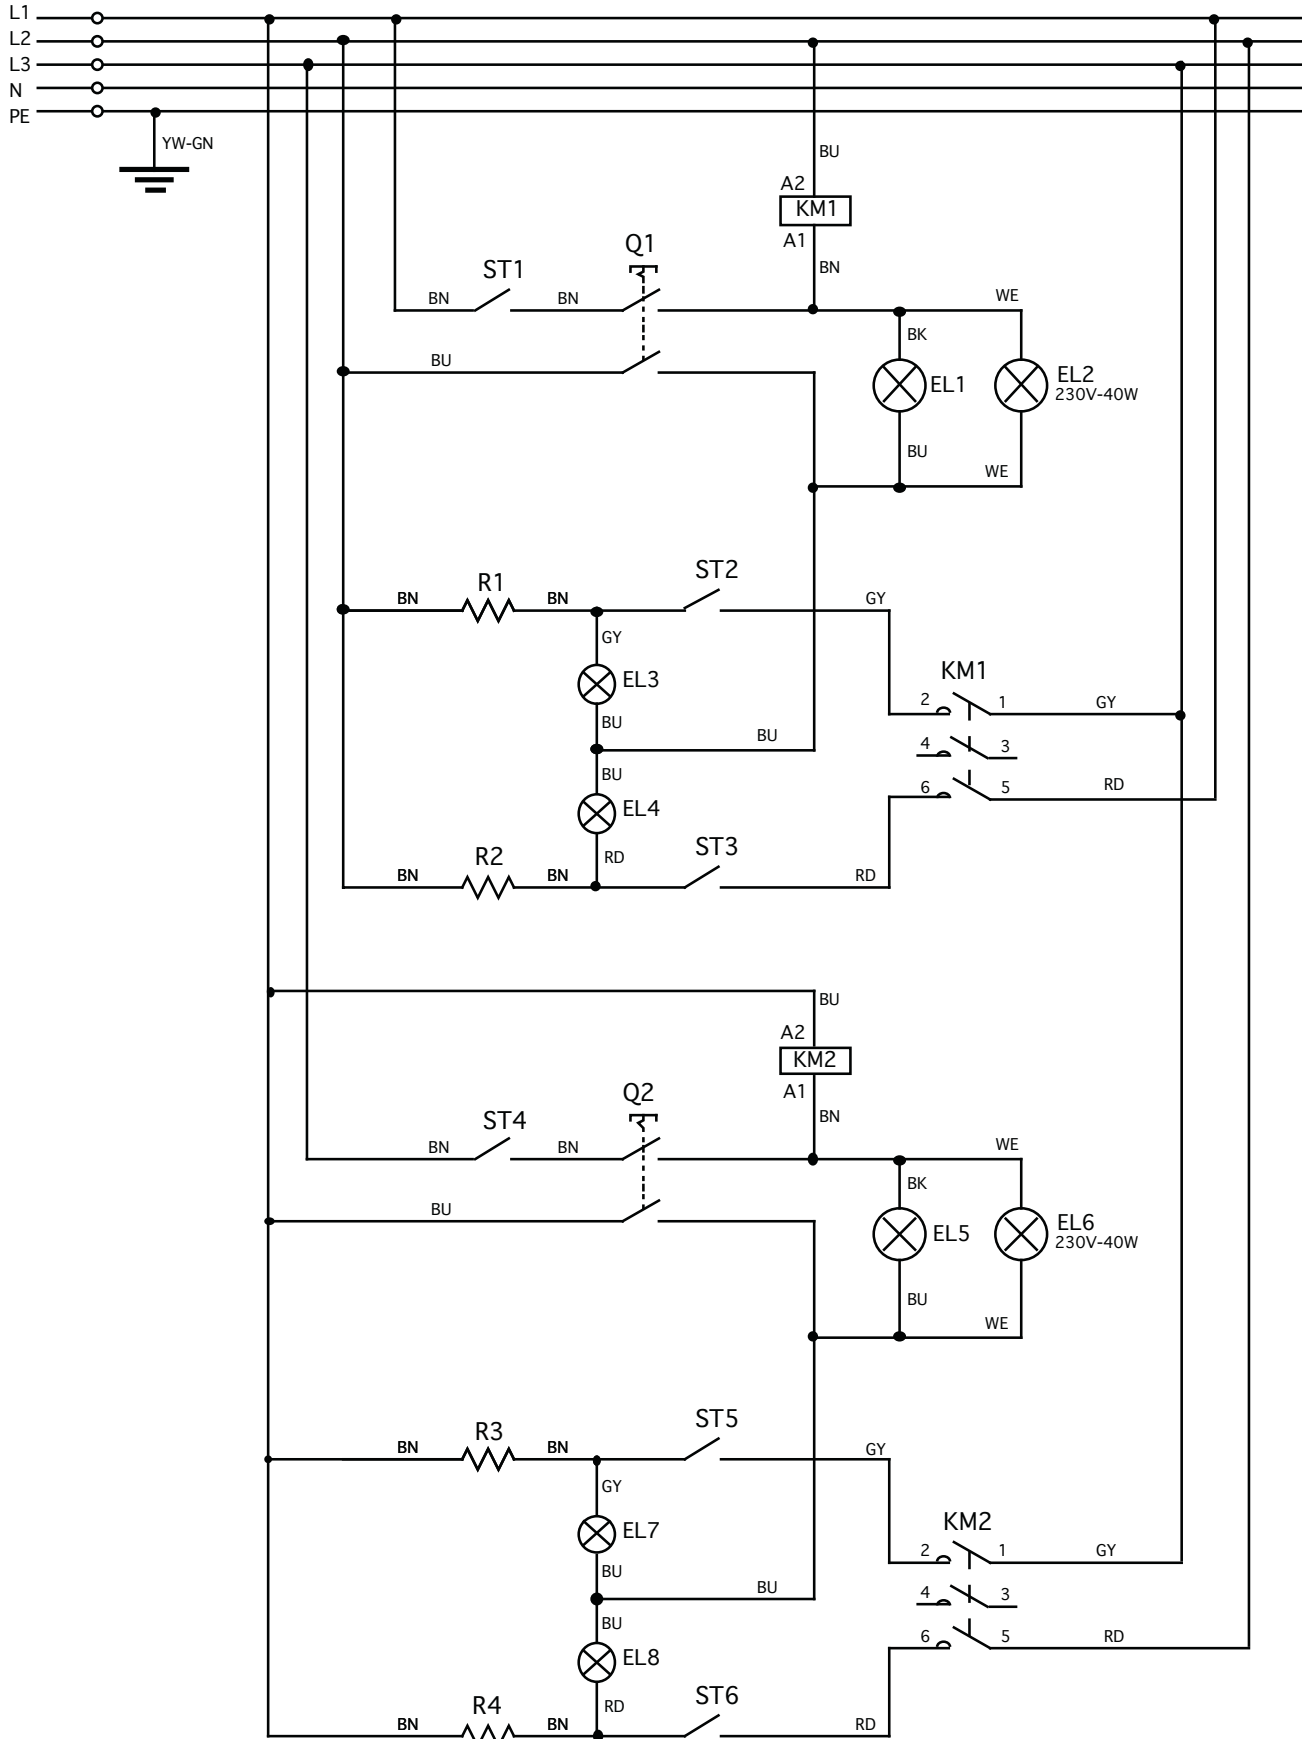 L1
L2
L3
N
PE
YW-GN
BU
A2
KM1
A1
BN
Q1
ST1
BN BN WE
BK
BU
EL1 EL2
230V-40W
BU
WE
ST2
R1
BN BN GY
GY
EL3
KM1
2 1 GY
BU BU
4 3
BU
6 5 RD
EL4
ST3
R2 RD
BN BN RD
BU
A2
KM2
A1
Q2
BN
ST4
BN BN WE
BK
BU
EL5 EL6
230V-40W
BU
WE
ST5
R3
BN BN GY
GY
KM2
EL7
2 1 GY
BU
BU
4 3
BU
6 5 RD
EL8
ST6
R4 RD
BN BN RD